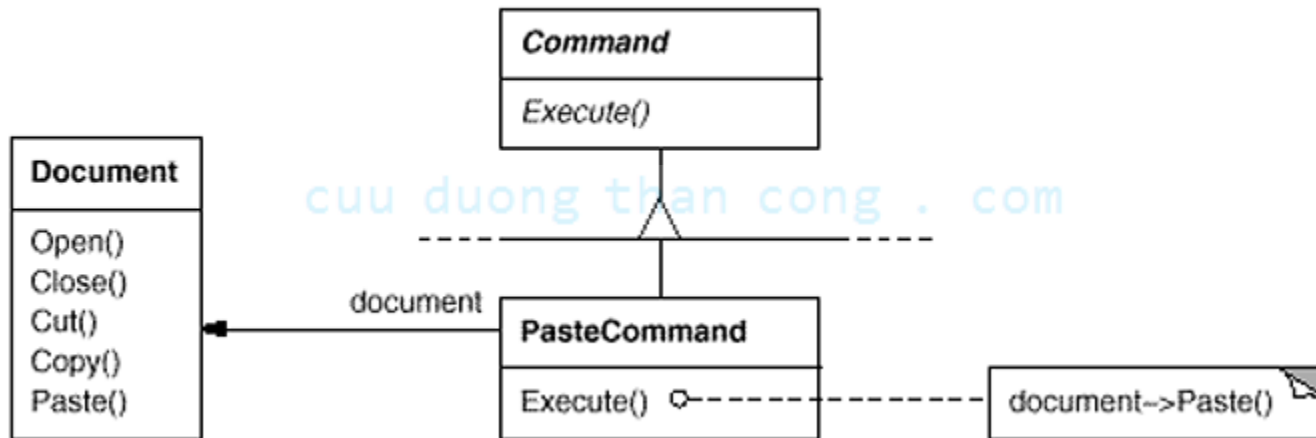 Command
Execute()
Document
Open()
Close()
Cut()
Copy()
Paste()
cuu duong than cong . com
document
PasteCommand
Execute()
document->Paste()